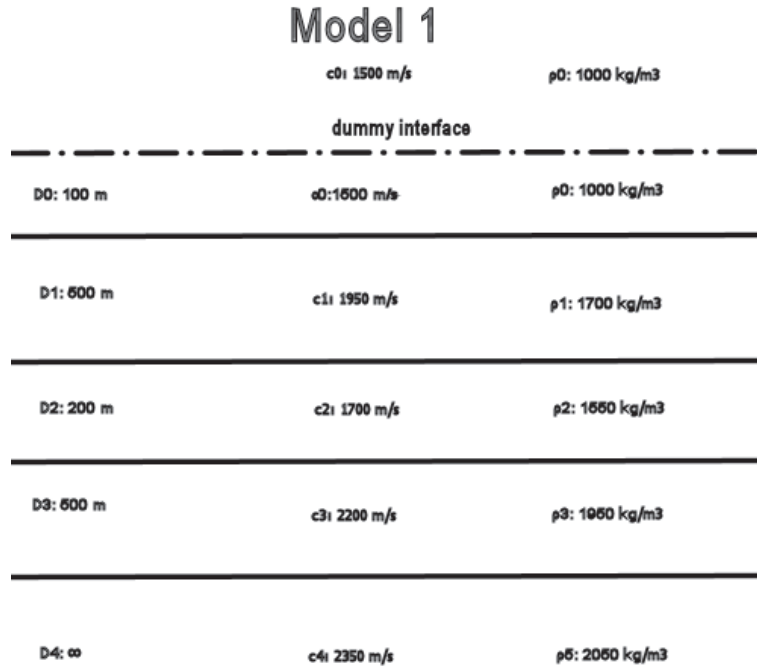 Model 1
c0: 1500 m/s ρ0: 1000 kg/m3
dummy interface
D0: 100 m c0:1500 m/s ρ0: 1000 kg/m3
D1: 500 m c1: 1950 m/s ρ1: 1700 kg/m3
D2: 200 m c2: 1700 m/s ρ2: 1550 kg/m3
D3: 500 m c3: 2200 m/s ρ3: 1950 kg/m3
D4: ∞ c4: 2350 m/s ρ5: 2050 kg/m3